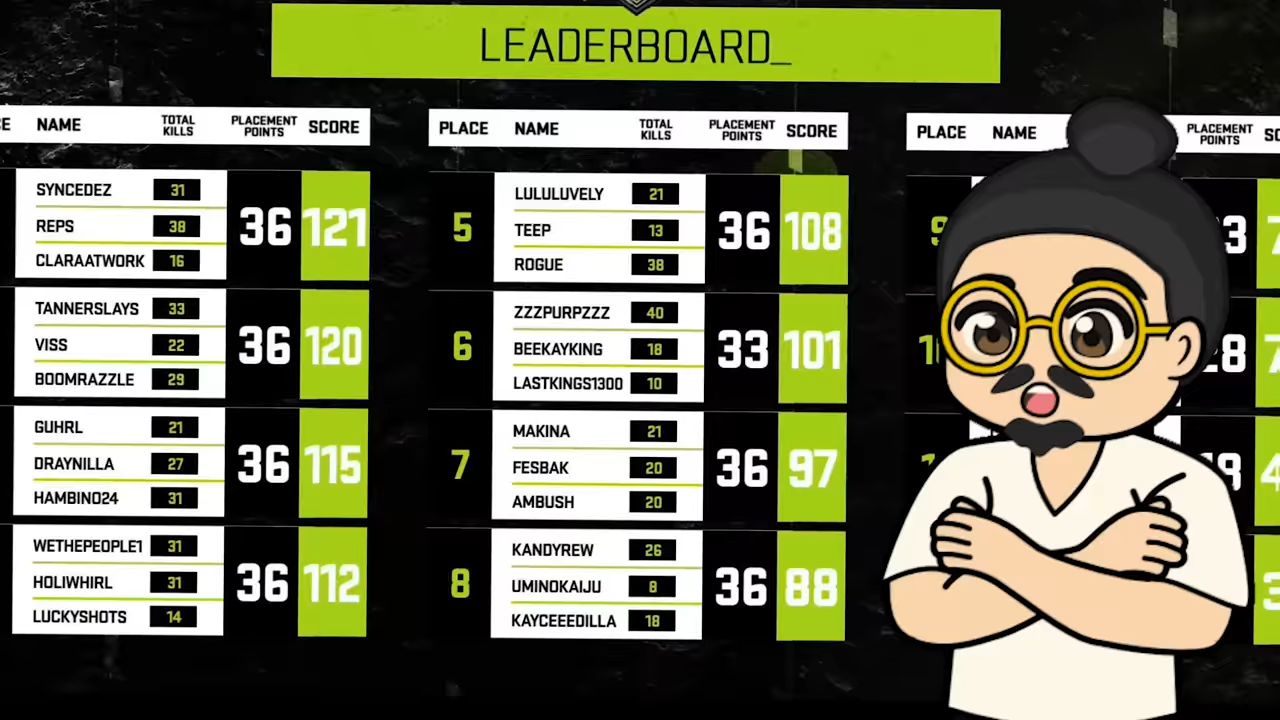 LEADERBOARD_
NAME TOTAL KILLS PLACEMENT POINTS SCORE
SYNCEDEZ 31
REPS 38
CLARAATWORK 16
36 121
TANNERSLAYS 33
VISS 22
BOOMRAZZLE 29
36 120
GUHRL 21
DRAYNILLA 27
HAMBINO24 31
36 115
WETHEPEOPLE1 31
HOLIWHIRL 31
LUCKYSHOTS 14
36 112
PLACE NAME TOTAL KILLS PLACEMENT POINTS SCORE
5
LULULUVELY 21
TEEP 13
ROGUE 38
36 108
6
ZZZPURPZZZ 40
BEEKAYKING 18
LASTKINGS1300 10
33 101
7
MAKINA 21
FESBAK 20
AMBUSH 20
36 97
8
KANDYREW 26
UMINOKAIJU 8
KAYCEEEDILLA 18
36 88
PLACE NAME PLACEMENT POINTS